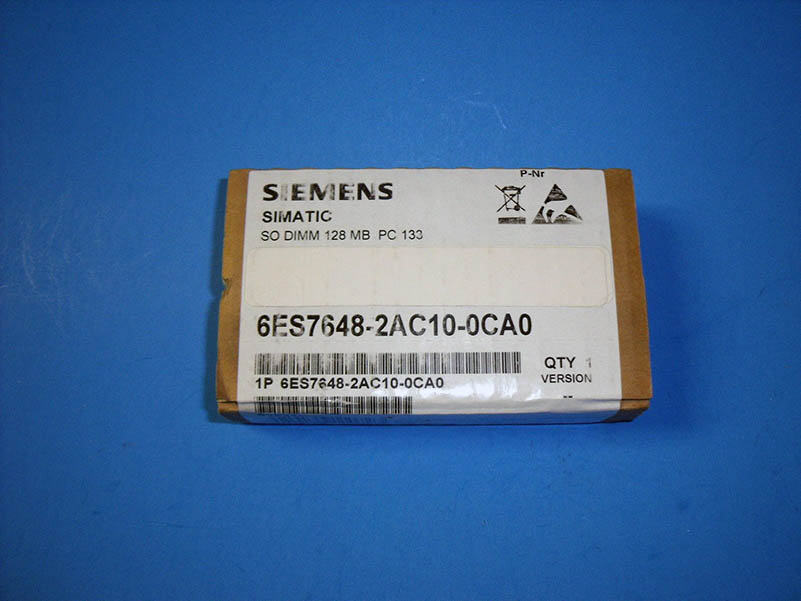 P-Nr
SIEMENS
SIMATIC
SO DIMM 128 MB PC 133
6ES7648-2AC10-0CA0
QTY 1
1P 6ES7648-2AC10-0CA0
VERSION
--